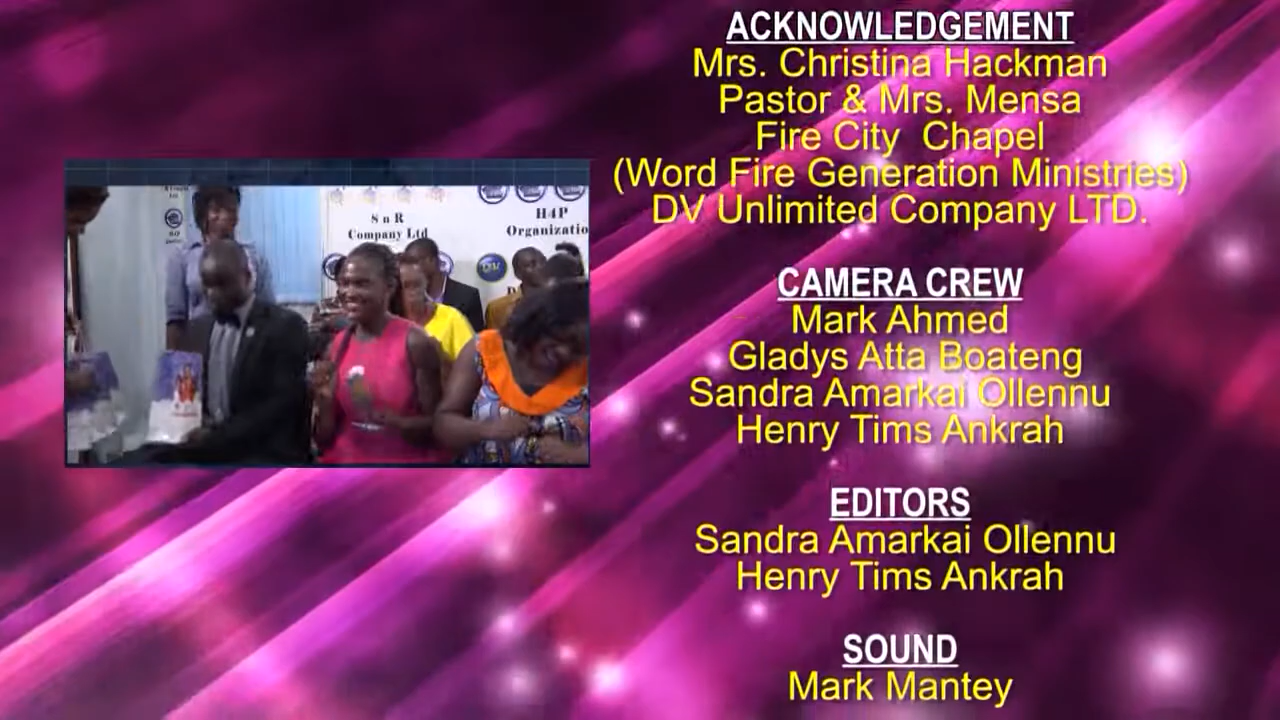 ACKNOWLEDGEMENT
Mrs. Christina Hackman
Pastor & Mrs. Mensa
Fire City Chapel
(Word Fire Generation Ministries)
DV Unlimited Company LTD.
CAMERA CREW
Mark Ahmed
Gladys Atta Boateng
Sandra Amarkai Ollennu
Henry Tims Ankrah
EDITORS
Sandra Amarkai Ollennu
Henry Tims Ankrah
SOUND
Mark Mantey
S n R
Company Ltd
H4P
Organizatio